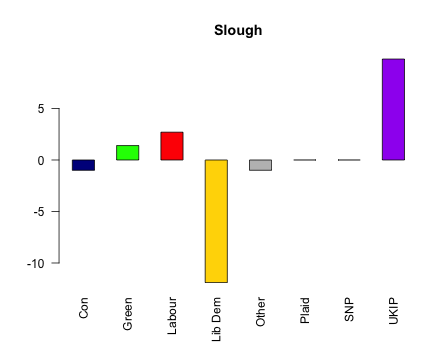 Slough
5
0
-5
-10
Con
Green
Labour
Lib Dem
Other
Plaid
SNP
UKIP